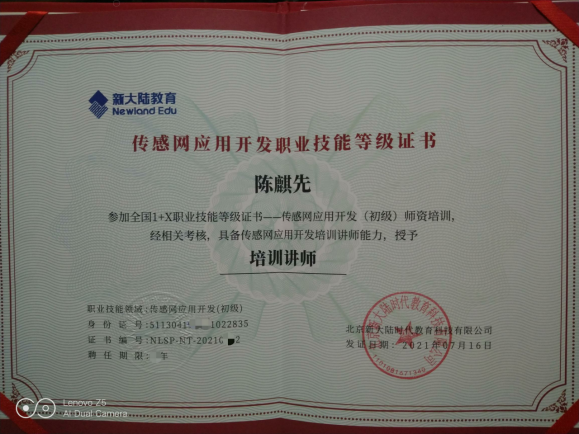 新大陆教育
Newland Edu
传感网应用开发职业技能等级证书
陈麒先
参加全国1+X职业技能等级证书——传感网应用开发（初级）师资培训，
经相关考核，具备传感网应用开发培训讲师能力，授予
培训讲师
职业技能领域:传感网应用开发(初级)
身 份 证 号:5113041 1022835
证 书 编 号:NLSP-NT-2021 2
聘 任 期 限: 年
北京新大陆时代教育科技有限公司
发证日期: 2021年07月16日
Lenovo Z5
AI Dual Camera